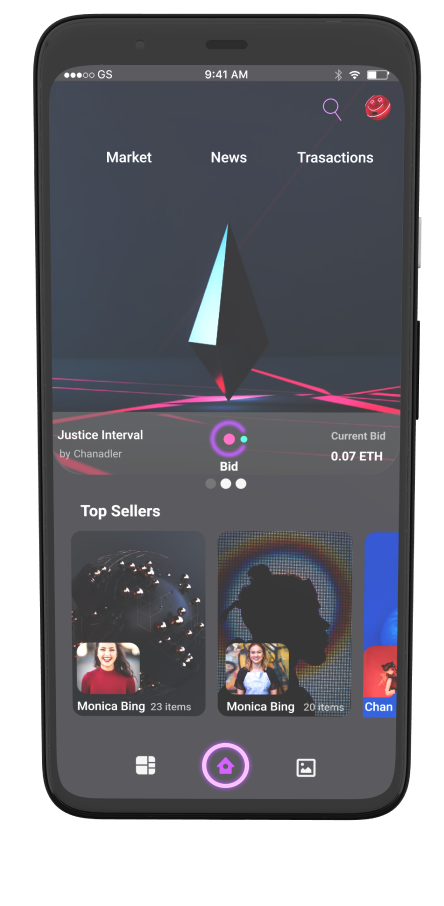 GS 9:41 AM
Market News Trasactions
Justice Interval
by Chanadler
Bid
Current Bid
0.07 ETH
Top Sellers
Monica Bing 23 items
Monica Bing 20 items
Chan